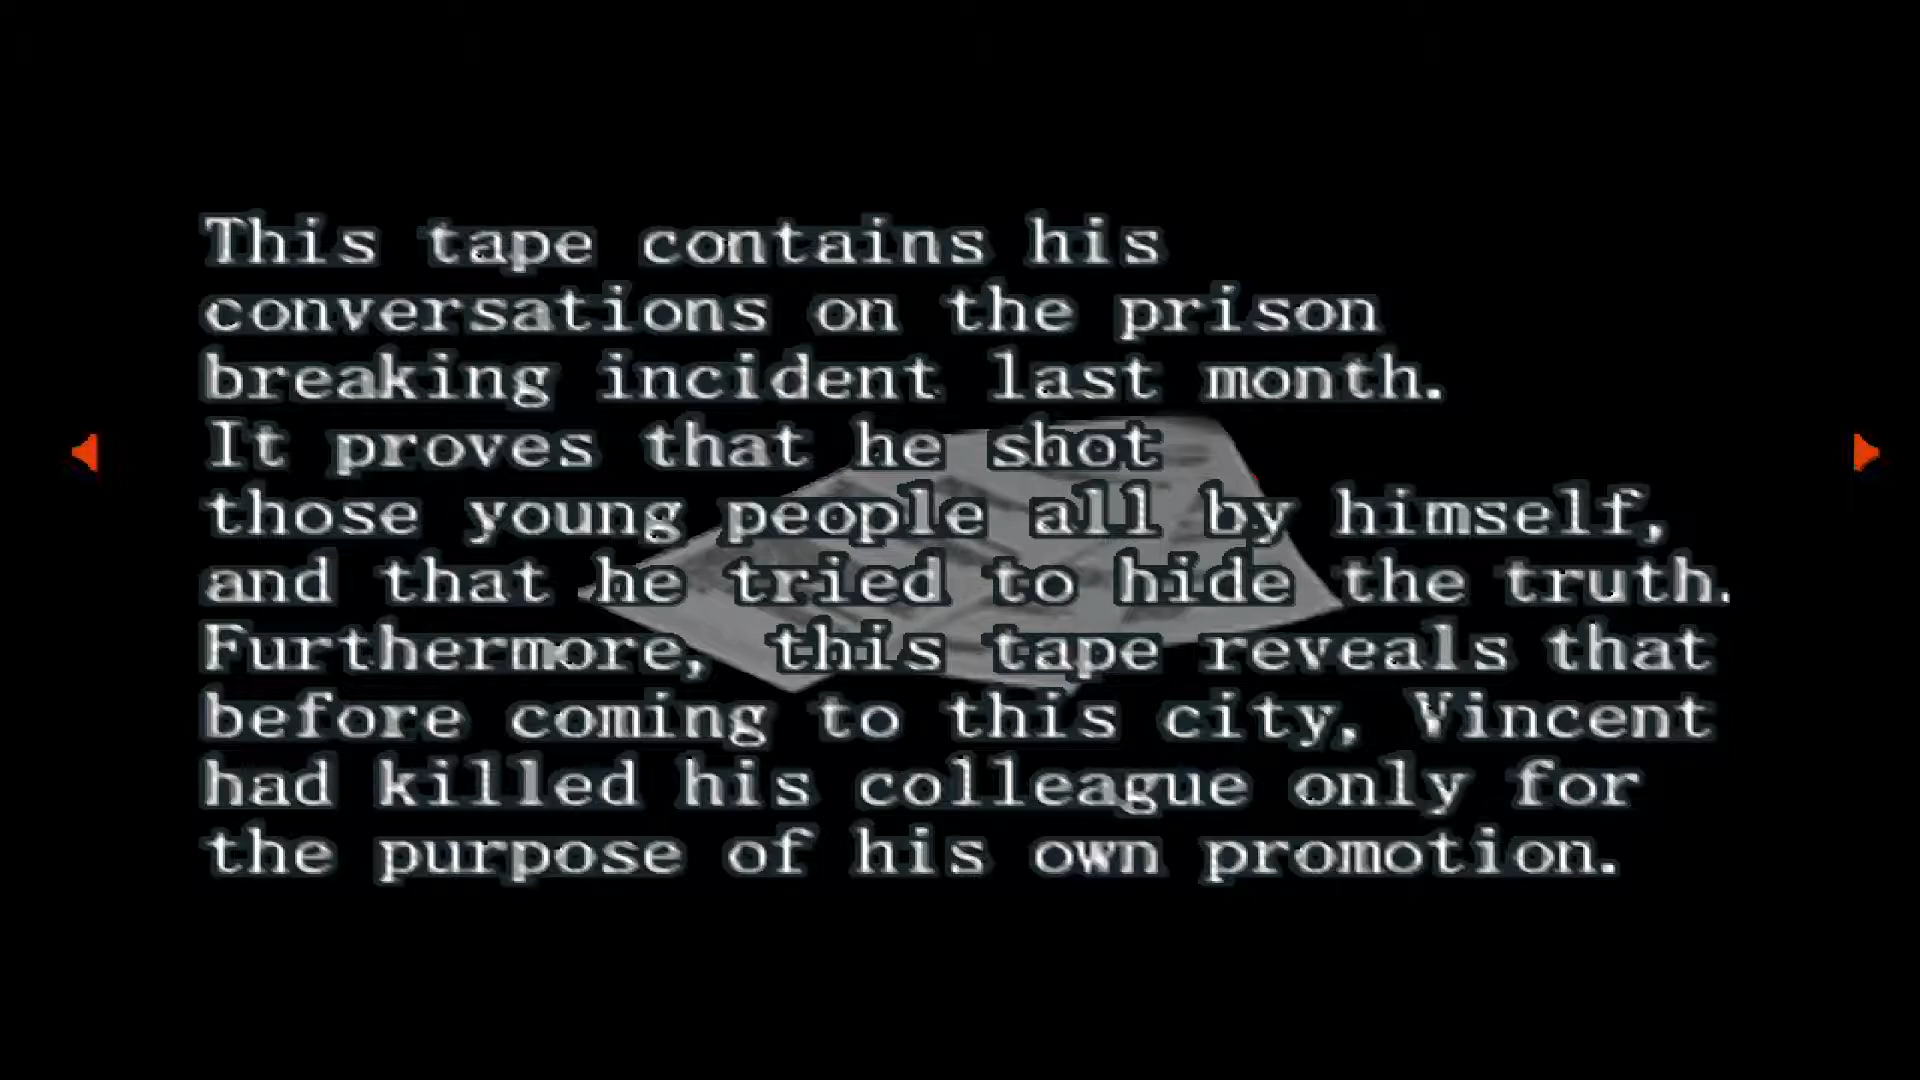 This tape contains his
conversations on the prison
breaking incident last month.
It proves that he shot
those young people all by himself,
and that he tried to hide the truth.
Furthermore, this tape reveals that
before coming to this city, Vincent
had killed his colleague only for
the purpose of his own promotion.